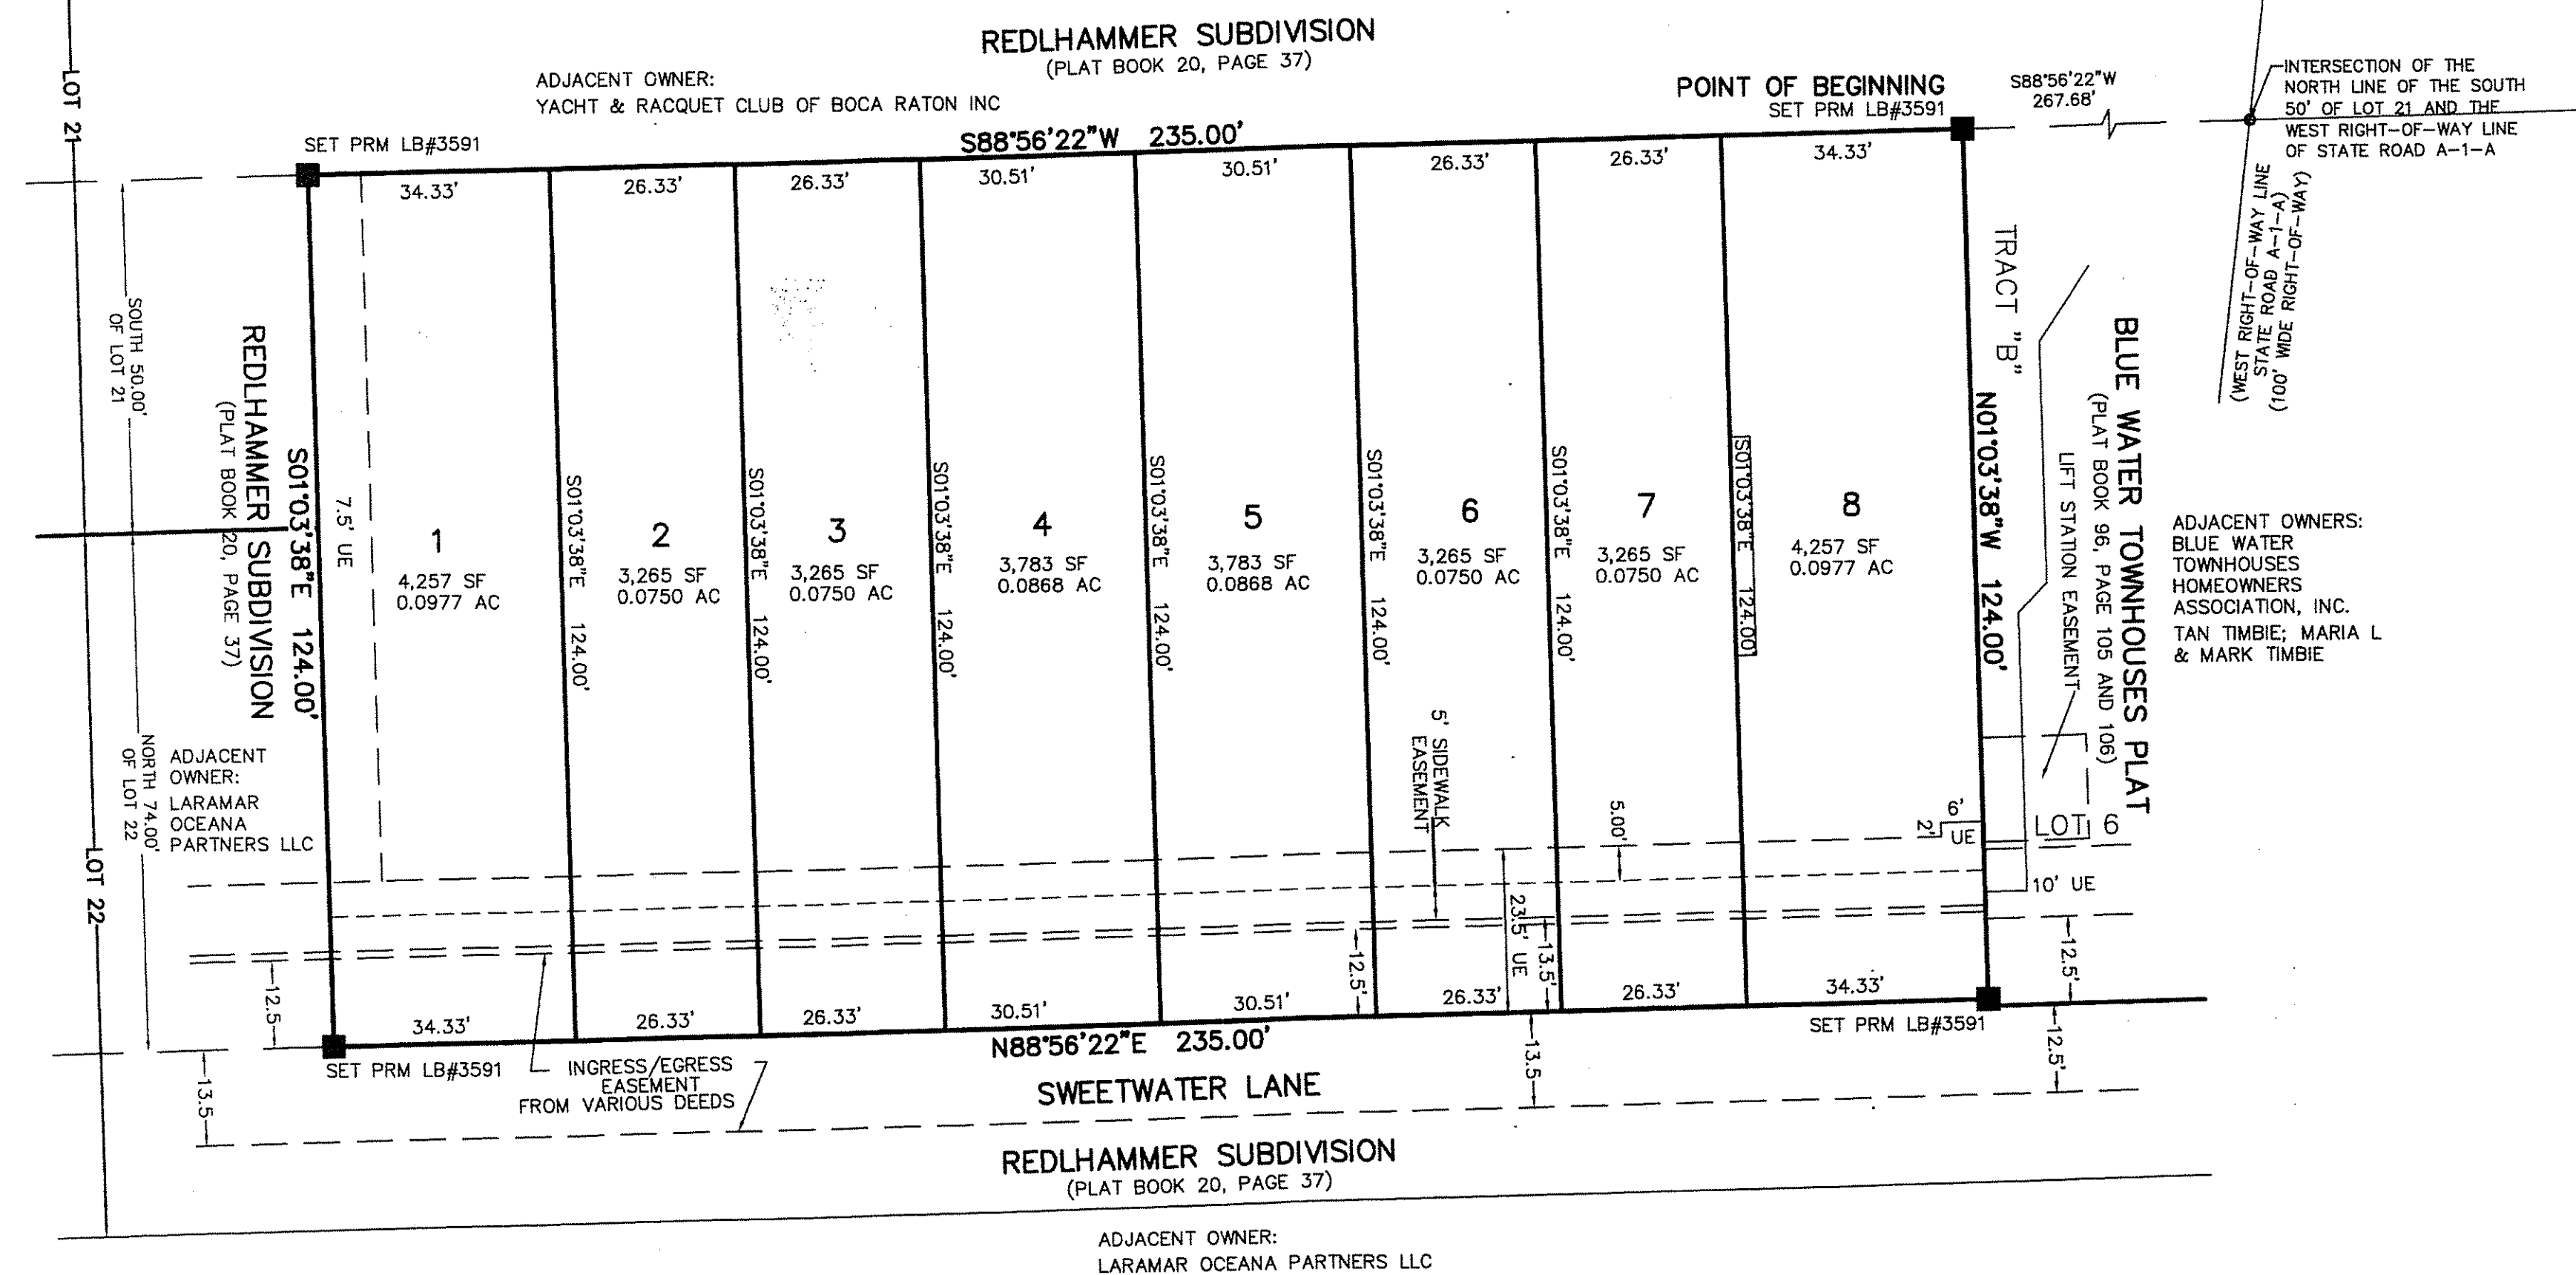 REDLHAMMER SUBDIVISION
(PLAT BOOK 20, PAGE 37)
ADJACENT OWNER:
YACHT & RACQUET CLUB OF BOCA RATON INC
POINT OF BEGINNING
SET PRM LB#3591
S88°56'22"W
267.68'
INTERSECTION OF THE
NORTH LINE OF THE SOUTH
50' OF LOT 21 AND THE
WEST RIGHT-OF-WAY LINE
OF STATE ROAD A-1-A
(WEST RIGHT-OF-WAY LINE
STATE ROAD A-1-A)
(100' WIDE RIGHT-OF-WAY)
LOT 21
SET PRM LB#3591
S88°56'22"W 235.00'
34.33'
26.33'
26.33'
30.51'
30.51'
26.33'
26.33'
34.33'
SOUTH 50.00'
OF LOT 21
REDLHAMMER SUBDIVISION
(PLAT BOOK 20, PAGE 37)
S01°03'38"E 124.00'
7.5' UE
1
4,257 SF
0.0977 AC
S01°03'38"E 124.00'
2
3,265 SF
0.0750 AC
S01°03'38"E 124.00'
3
3,265 SF
0.0750 AC
S01°03'38"E 124.00'
4
3,783 SF
0.0868 AC
S01°03'38"E 124.00'
5
3,783 SF
0.0868 AC
S01°03'38"E 124.00'
6
3,265 SF
0.0750 AC
S01°03'38"E 124.00'
7
3,265 SF
0.0750 AC
S01°03'38"E 124.00'
8
4,257 SF
0.0977 AC
N01°03'38"W 124.00'
TRACT "B"
BLUE WATER TOWNHOUSES PLAT
(PLAT BOOK 96, PAGE 105 AND 106)
LIFT STATION EASEMENT
ADJACENT OWNERS:
BLUE WATER
TOWNHOUSES
HOMEOWNERS
ASSOCIATION, INC.
TAN TIMBIE; MARIA L
& MARK TIMBIE
NORTH 74.00'
OF LOT 22
ADJACENT
OWNER:
LARAMAR
OCEANA
PARTNERS LLC
LOT 22
5' SIDEWALK
EASEMENT
5.00'
6'
2'
UE
LOT 6
10' UE
23.5' UE
13.5'
12.5'
12.5'
12.5'
12.5
13.5
13.5
34.33'
26.33'
26.33'
30.51'
30.51'
26.33'
26.33'
34.33'
SET PRM LB#3591
SET PRM LB#3591
N88°56'22"E 235.00'
INGRESS/EGRESS
EASEMENT
FROM VARIOUS DEEDS
SWEETWATER LANE
REDLHAMMER SUBDIVISION
(PLAT BOOK 20, PAGE 37)
ADJACENT OWNER:
LARAMAR OCEANA PARTNERS LLC